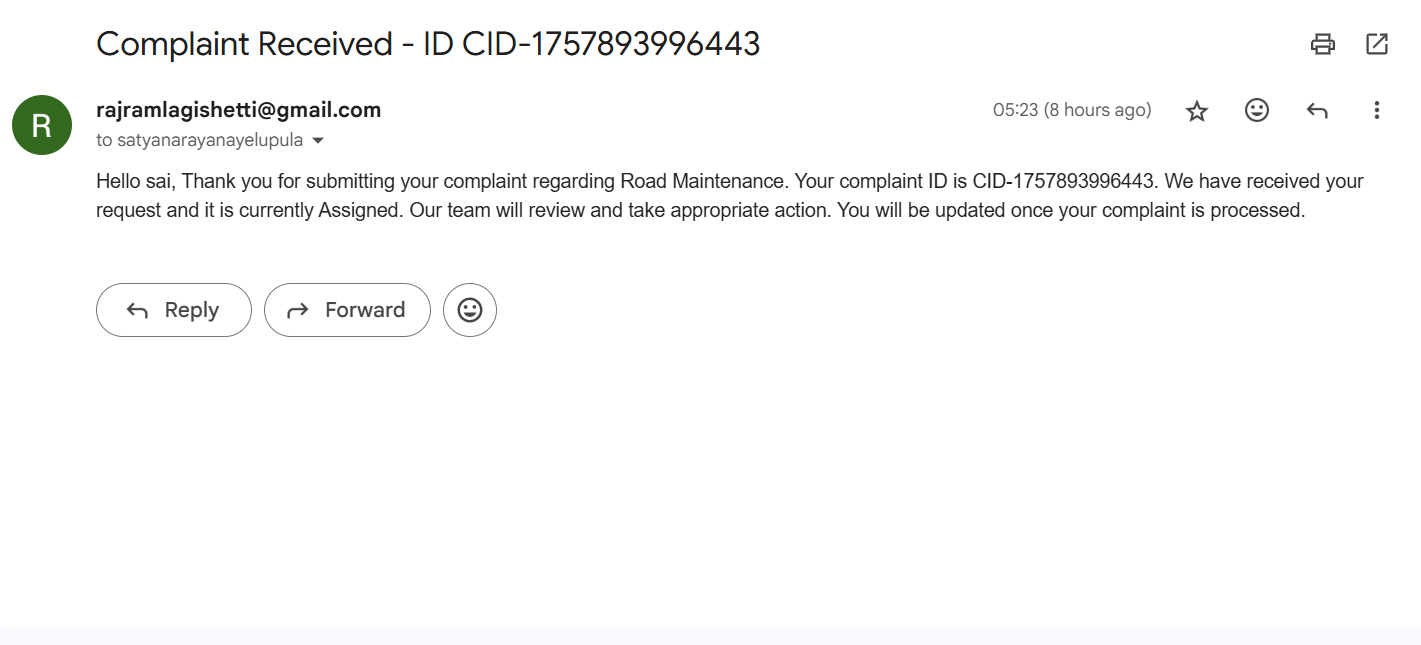 Complaint Received - ID CID-1757893996443
R
rajramlagishetti@gmail.com
05:23 (8 hours ago)
to satyanarayanayelupula
Hello sai, Thank you for submitting your complaint regarding Road Maintenance. Your complaint ID is CID-1757893996443. We have received your
request and it is currently Assigned. Our team will review and take appropriate action. You will be updated once your complaint is processed.
Reply
Forward